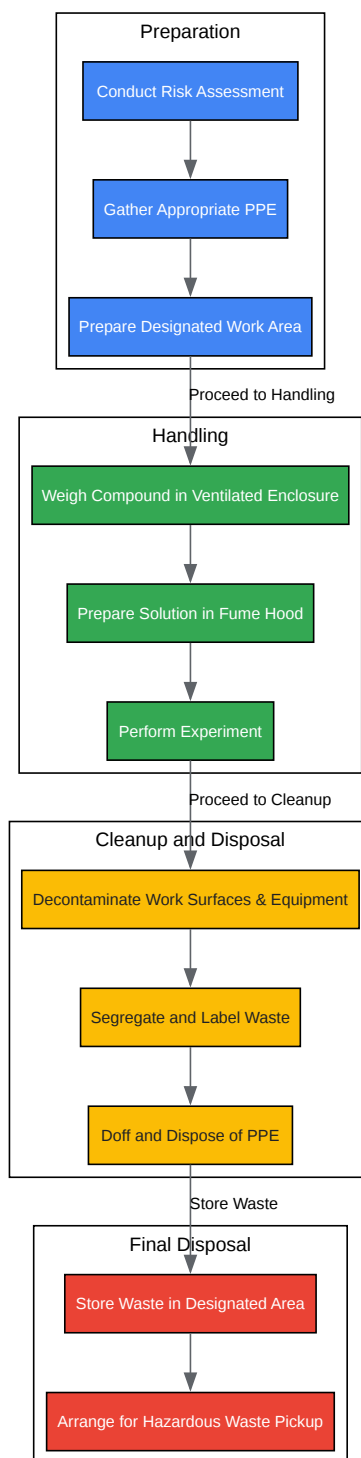 Preparation
Conduct Risk Assessment
Gather Appropriate PPE
Prepare Designated Work Area
Proceed to Handling
Handling
Weigh Compound in Ventilated Enclosure
Prepare Solution in Fume Hood
Perform Experiment
Proceed to Cleanup
Cleanup and Disposal
Decontaminate Work Surfaces & Equipment
Segregate and Label Waste
Doff and Dispose of PPE
Store Waste
Final Disposal
Store Waste in Designated Area
Arrange for Hazardous Waste Pickup